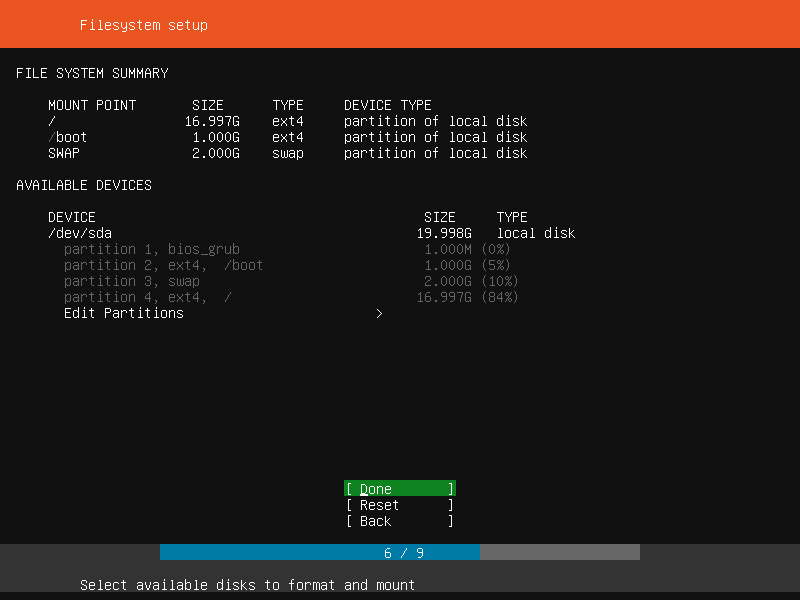 Filesystem setup
FILE SYSTEM SUMMARY
MOUNT POINT SIZE TYPE DEVICE TYPE
/ 16.997G ext4 partition of local disk
/boot 1.000G ext4 partition of local disk
SWAP 2.000G swap partition of local disk
AVAILABLE DEVICES
DEVICE SIZE TYPE
/dev/sda 19.998G local disk
partition 1, bios_grub 1.000M (0%)
partition 2, ext4, /boot 1.000G (5%)
partition 3, swap 2.000G (10%)
partition 4, ext4, / 16.997G (84%)
Edit Partitions >
[ Done ]
[ Reset ]
[ Back ]
6 / 9
Select available disks to format and mount